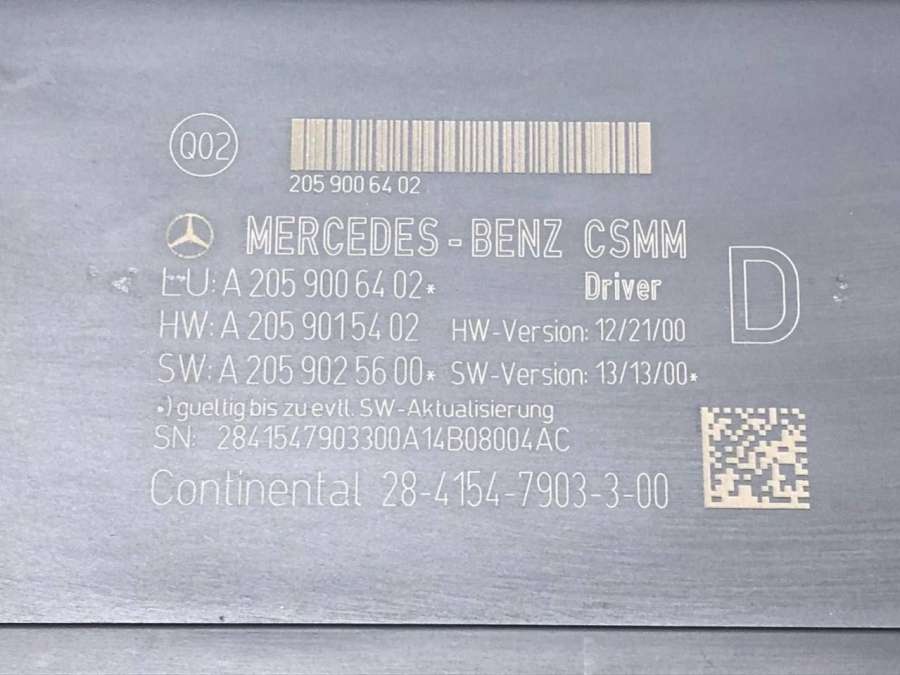 Q02
205 900 64 02
MERCEDES-BENZ CSMM
EU: A 205 900 64 02* Driver
D
HW: A 205 901 54 02 HW-Version: 12/21/00
SW: A 205 902 56 00* SW-Version: 13/13/00*
*) gueltig bis zu evtl. SW-Aktualisierung
SN: 2841547903300A14B08004AC
Continental 28-4154-7903-3-00